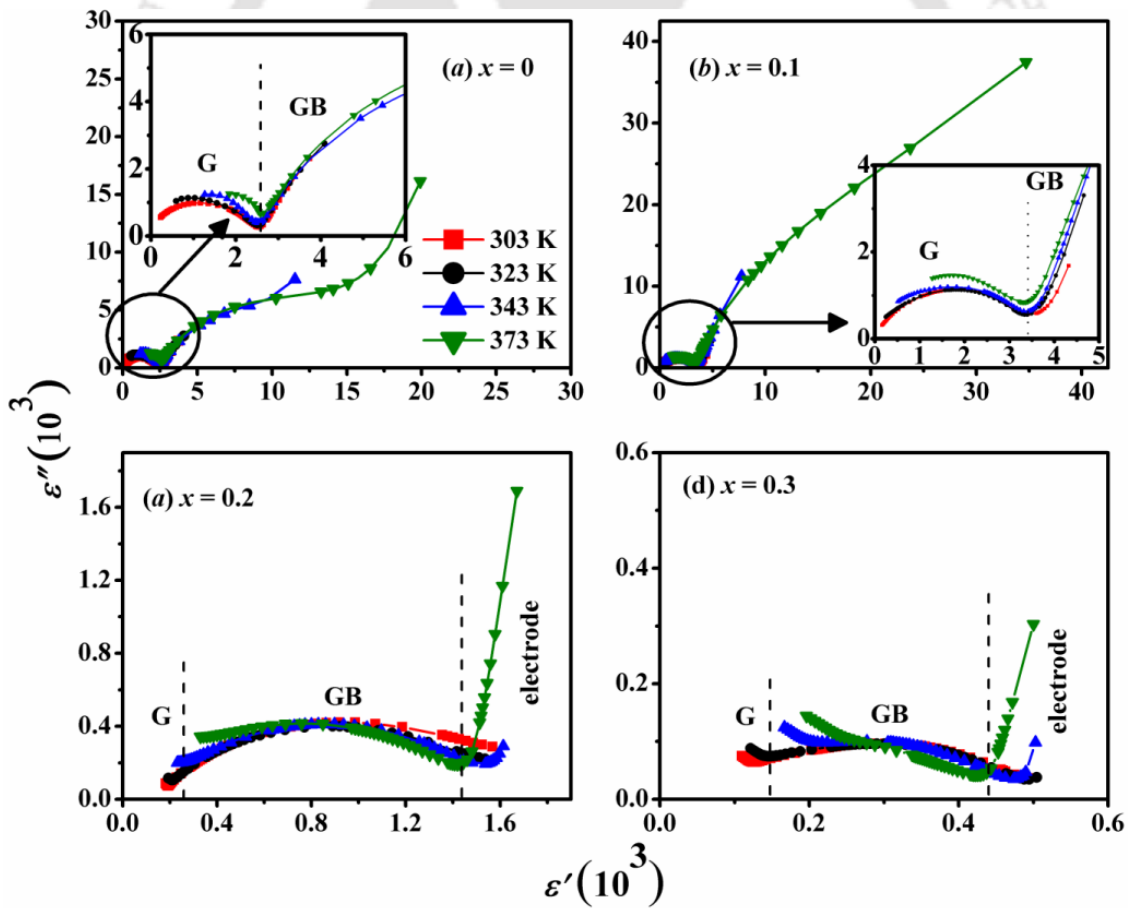 30
25
20
15
10
5
0
0 5 10 15 20 25 30
(a) x = 0
6
4
2
0
0 2 4 6
G
GB
303 K
323 K
343 K
373 K
40
30
20
10
0
0 10 20 30 40
(b) x = 0.1
4
2
0
0 1 2 3 4 5
G
GB
ε″(10³)
1.6
1.2
0.8
0.4
0.0
0.0 0.4 0.8 1.2 1.6
(a) x = 0.2
G
GB
electrode
0.6
0.4
0.2
0.0
0.0 0.2 0.4 0.6
(d) x = 0.3
G
GB
electrode
ε′(10³)